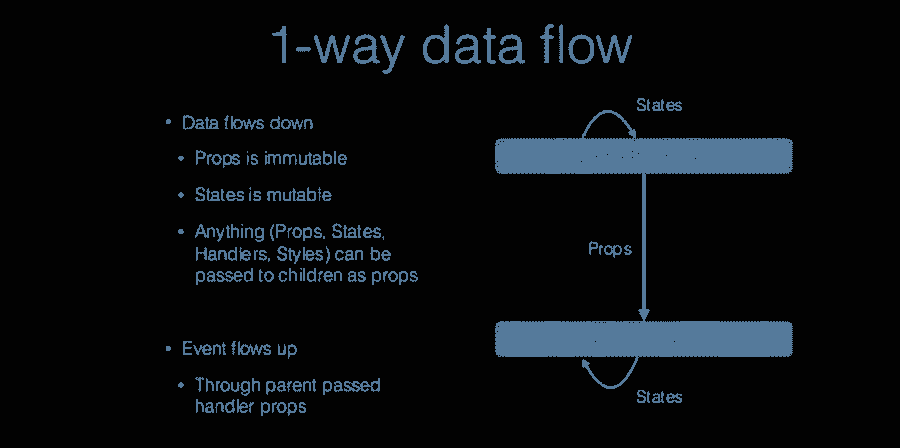 1-way data flow
• Data flows down
• Props is immutable
• States is mutable
• Anything (Props, States,
Handlers, Styles) can be
passed to children as props
• Event flows up
• Through parent passed
handler props
States
Props
States